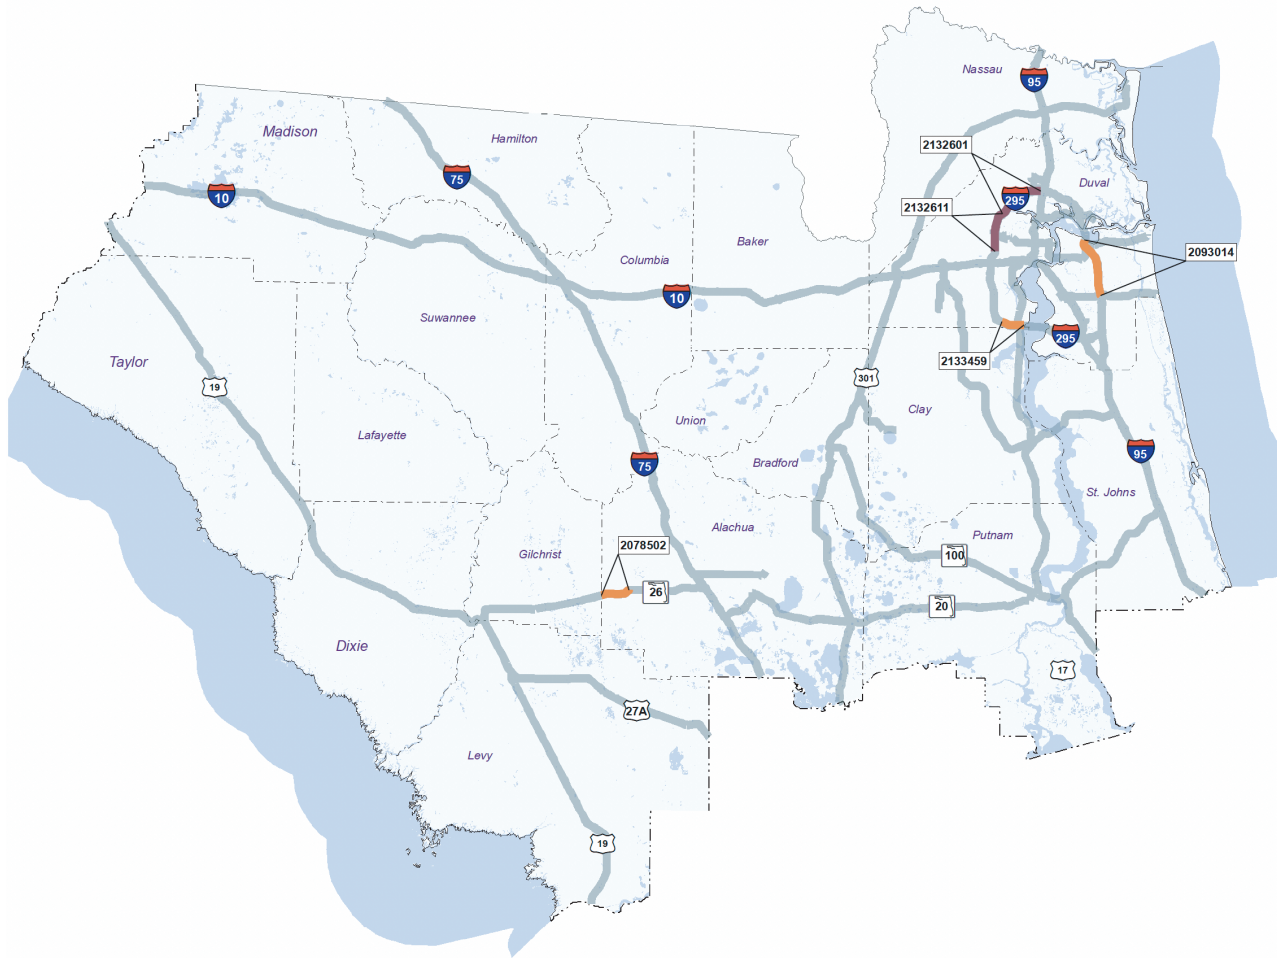 Nassau
95
Madison
Hamilton
2132601
75
Duval
10
295
2132611
Baker
2093014
Columbia
10
Suwannee
295
Taylor
2133459
301
19
Clay
Union
Lafayette
95
Bradford
75
St. Johns
Alachua
Putnam
2078502
Gilchrist
100
26
20
Dixie
17
27A
Levy
19